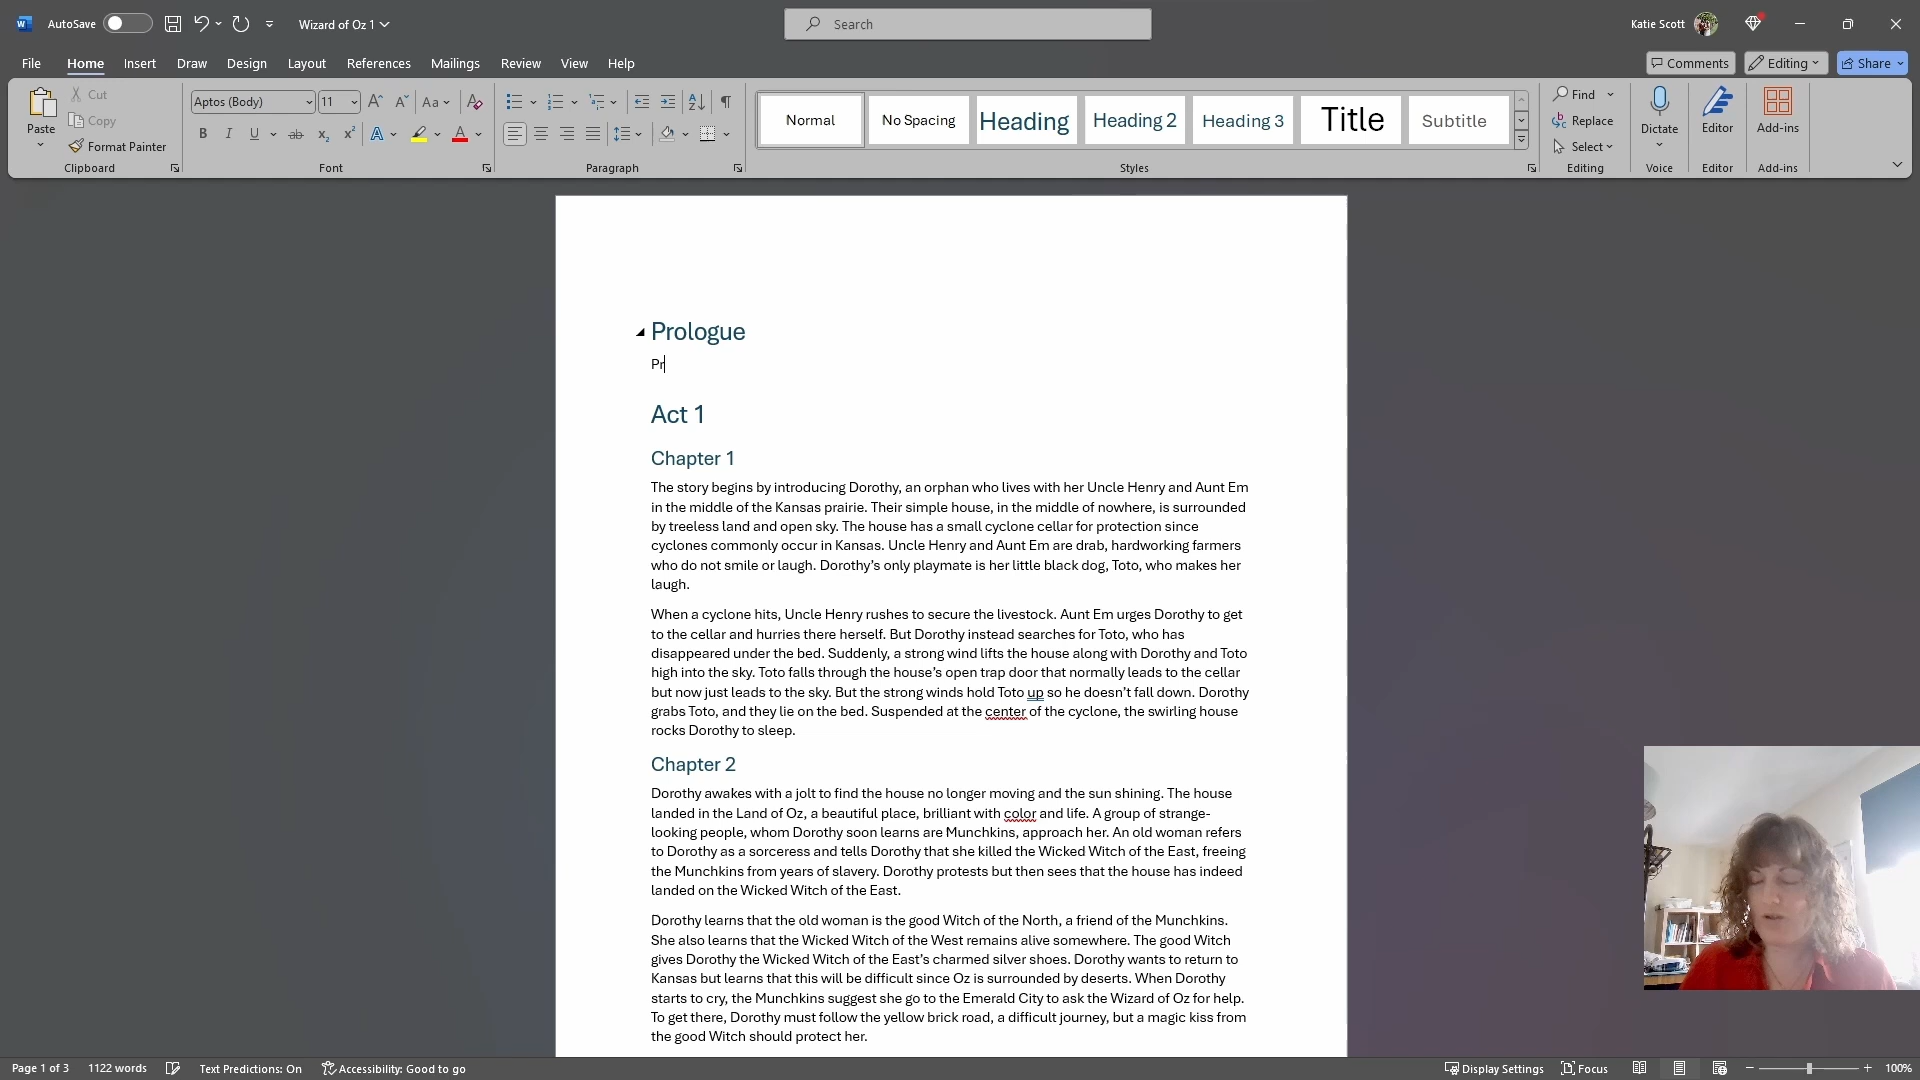 AutoSave
Wizard of Oz 1
Search
Katie Scott
File Home Insert Draw Design Layout References Mailings Review View Help
Comments Editing Share
Paste
Cut
Copy
Format Painter
Clipboard
Aptos (Body) 11
Font
Paragraph
Normal
No Spacing
Heading
Heading 2
Heading 3
Title
Subtitle
Styles
Find
Replace
Select
Editing
Dictate
Voice
Editor
Editor
Add-ins
Add-ins
Prologue
Pr
Act 1
Chapter 1
The story begins by introducing Dorothy, an orphan who lives with her Uncle Henry and Aunt Em
in the middle of the Kansas prairie. Their simple house, in the middle of nowhere, is surrounded
by treeless land and open sky. The house has a small cyclone cellar for protection since
cyclones commonly occur in Kansas. Uncle Henry and Aunt Em are drab, hardworking farmers
who do not smile or laugh. Dorothy’s only playmate is her little black dog, Toto, who makes her
laugh.
When a cyclone hits, Uncle Henry rushes to secure the livestock. Aunt Em urges Dorothy to get
to the cellar and hurries there herself. But Dorothy instead searches for Toto, who has
disappeared under the bed. Suddenly, a strong wind lifts the house along with Dorothy and Toto
high into the sky. Toto falls through the house’s open trap door that normally leads to the cellar
but now just leads to the sky. But the strong winds hold Toto up so he doesn’t fall down. Dorothy
grabs Toto, and they lie on the bed. Suspended at the center of the cyclone, the swirling house
rocks Dorothy to sleep.
Chapter 2
Dorothy awakes with a jolt to find the house no longer moving and the sun shining. The house
landed in the Land of Oz, a beautiful place, brilliant with color and life. A group of strange-
looking people, whom Dorothy soon learns are Munchkins, approach her. An old woman refers
to Dorothy as a sorceress and tells Dorothy that she killed the Wicked Witch of the East, freeing
the Munchkins from years of slavery. Dorothy protests but then sees that the house has indeed
landed on the Wicked Witch of the East.
Dorothy learns that the old woman is the good Witch of the North, a friend of the Munchkins.
She also learns that the Wicked Witch of the West remains alive somewhere. The good Witch
gives Dorothy the Wicked Witch of the East’s charmed silver shoes. Dorothy wants to return to
Kansas but learns that this will be difficult since Oz is surrounded by deserts. When Dorothy
starts to cry, the Munchkins suggest she go to the Emerald City to ask the Wizard of Oz for help.
To get there, Dorothy must follow the yellow brick road, a difficult journey, but a magic kiss from
the good Witch should protect her.
Page 1 of 3 1122 words Text Predictions: On Accessibility: Good to go
Display Settings Focus 100%